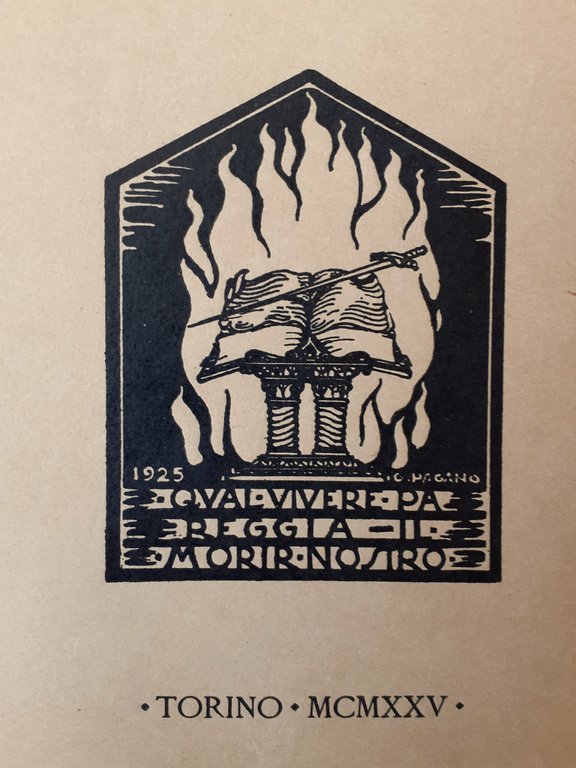 1925 G. PAGANO
QVAL·VIVERE·PA
REGGIA - IL
MORIR·NOSTRO
·TORINO·MCMXXV·